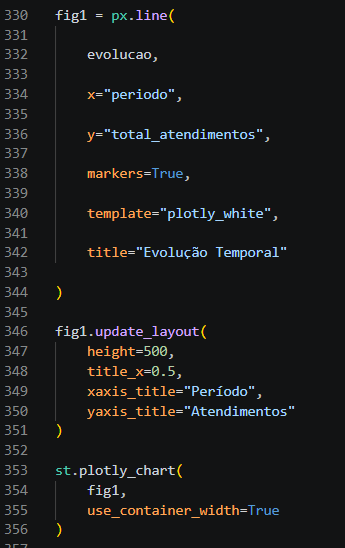 330 fig1 = px.line(
331
332     evolucao,
333
334     x="periodo",
335
336     y="total_atendimentos",
337
338     markers=True,
339
340     template="plotly_white",
341
342     title="Evolução Temporal"
343
344 )
345
346 fig1.update_layout(
347     height=500,
348     title_x=0.5,
349     xaxis_title="Período",
350     yaxis_title="Atendimentos"
351 )
352
353 st.plotly_chart(
354     fig1,
355     use_container_width=True
356 )